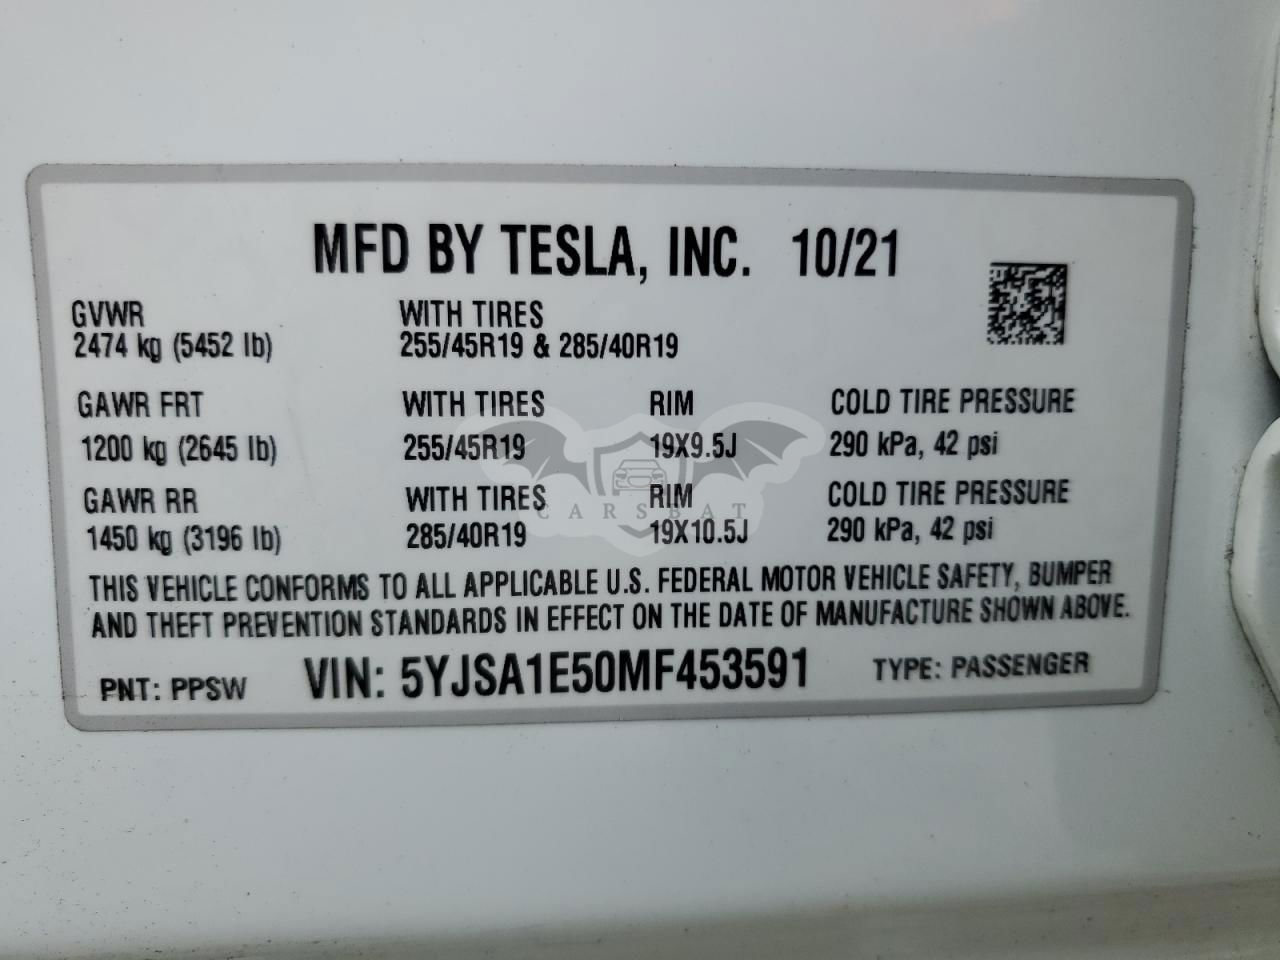 MFD BY TESLA, INC. 10/21
GVWR WITH TIRES
2474 kg (5452 lb) 255/45R19 & 285/40R19
GAWR FRT WITH TIRES RIM COLD TIRE PRESSURE
1200 kg (2645 lb) 255/45R19 19X9.5J 290 kPa, 42 psi
GAWR RR WITH TIRES RIM COLD TIRE PRESSURE
CARSBAT
1450 kg (3196 lb) 285/40R19 19X10.5J 290 kPa, 42 psi
THIS VEHICLE CONFORMS TO ALL APPLICABLE U.S. FEDERAL MOTOR VEHICLE SAFETY, BUMPER
AND THEFT PREVENTION STANDARDS IN EFFECT ON THE DATE OF MANUFACTURE SHOWN ABOVE.
PNT: PPSW VIN: 5YJSA1E50MF453591 TYPE: PASSENGER